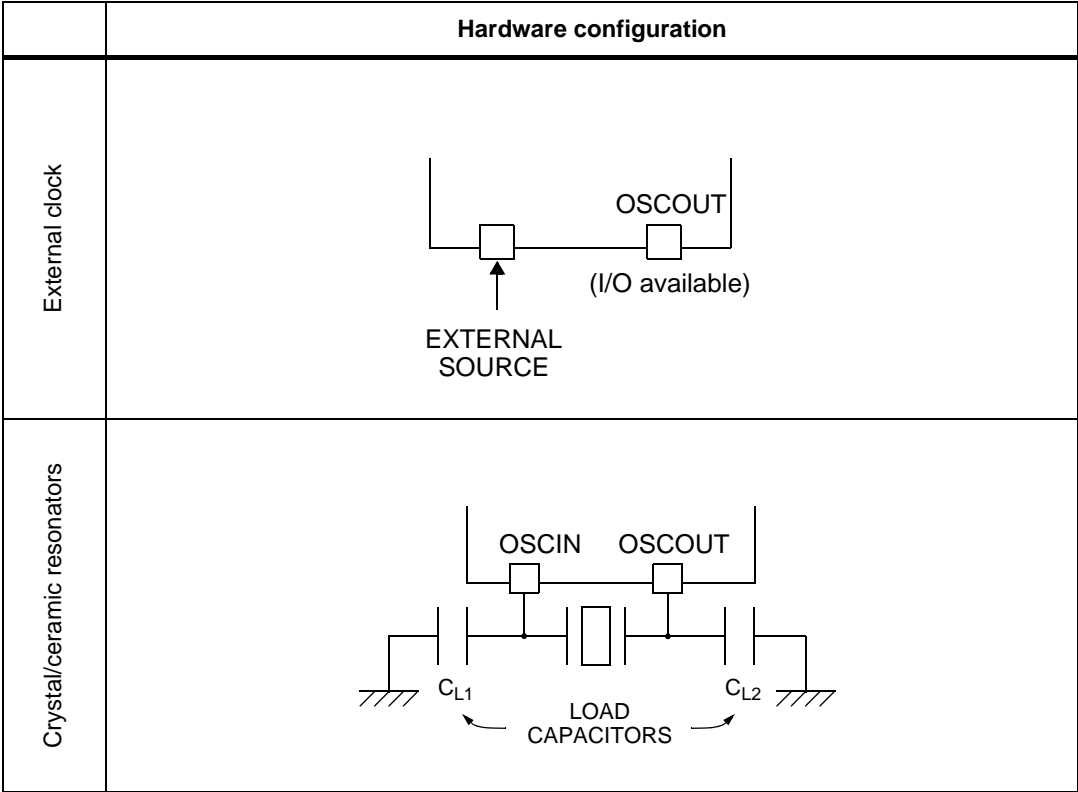 Hardware configuration
External clock
OSCOUT
(I/O available)
EXTERNAL
SOURCE
Crystal/ceramic resonators
OSCIN OSCOUT
CL1 CL2
LOAD
CAPACITORS